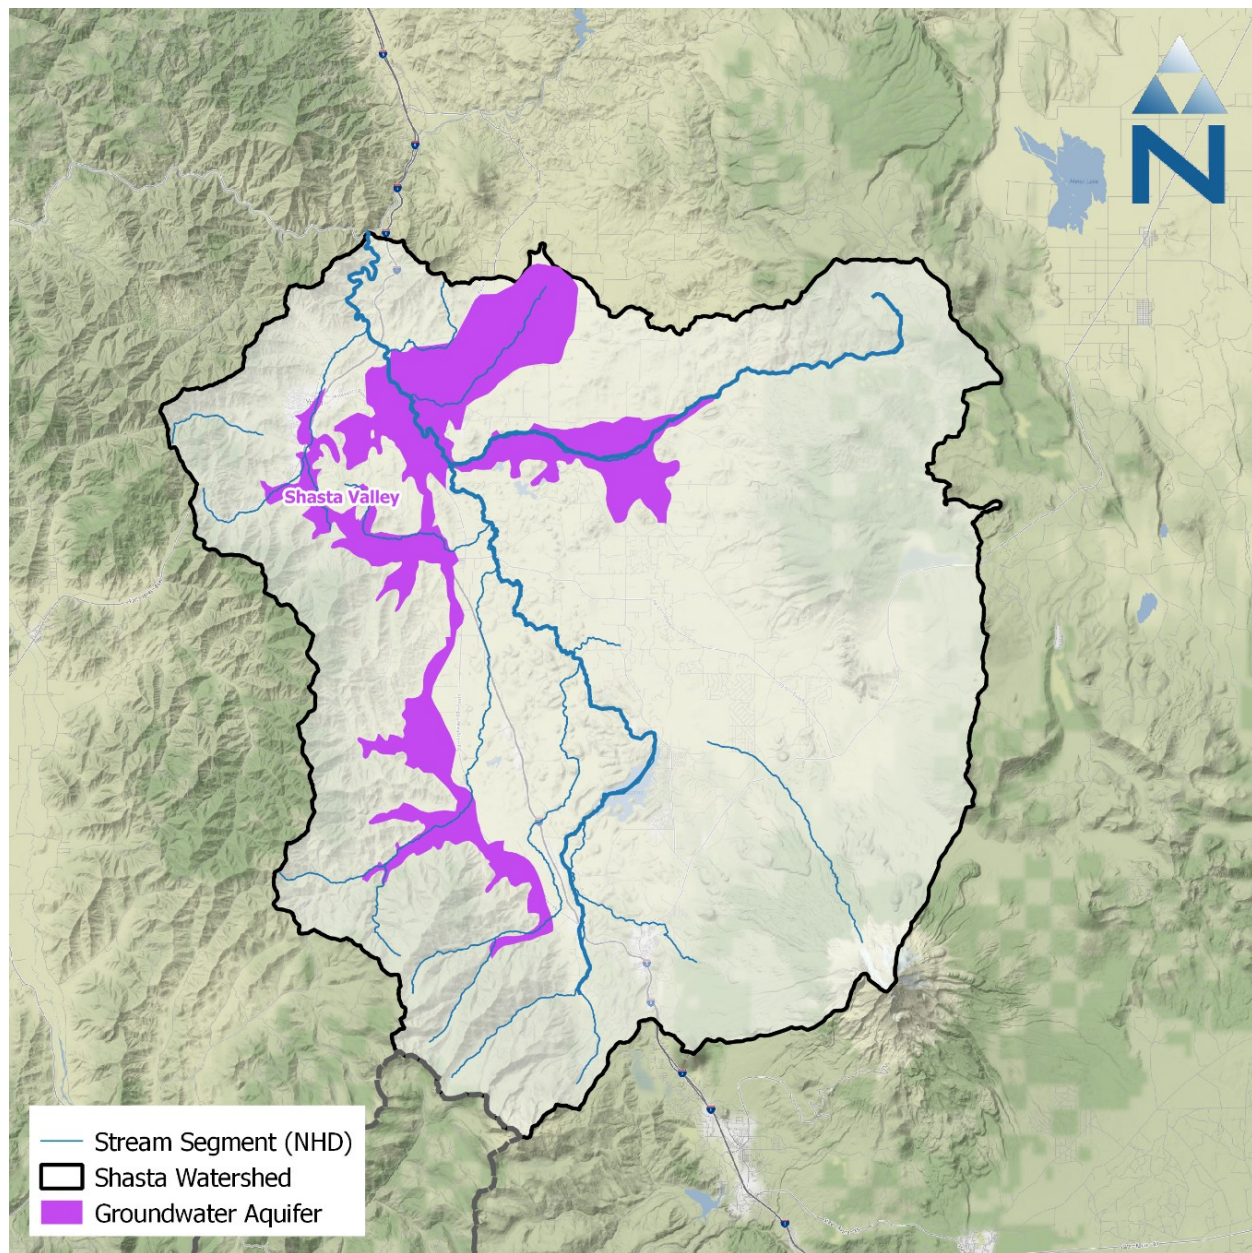 N
Shasta Valley
Stream Segment (NHD)
Shasta Watershed
Groundwater Aquifer